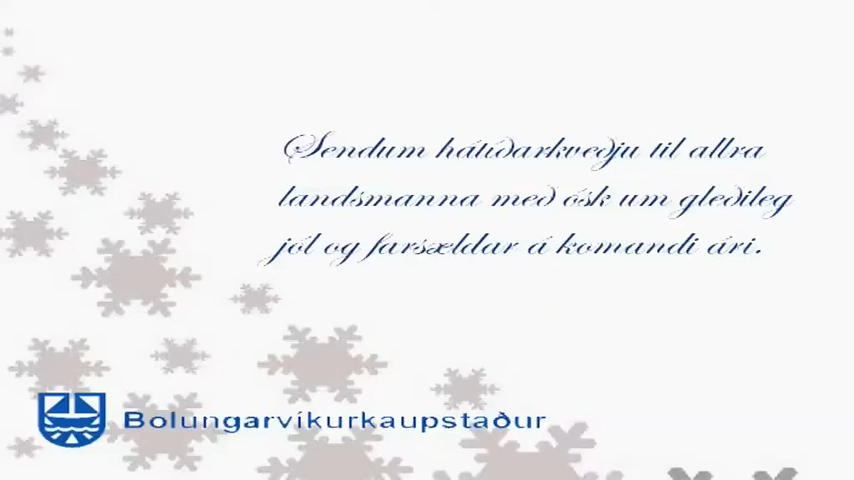 Sendum hátíðarkveðju til allra
landsmanna með ósk um gleðileg
jól og farsældar á komandi ári.
Bolungarvíkurkaupstaður